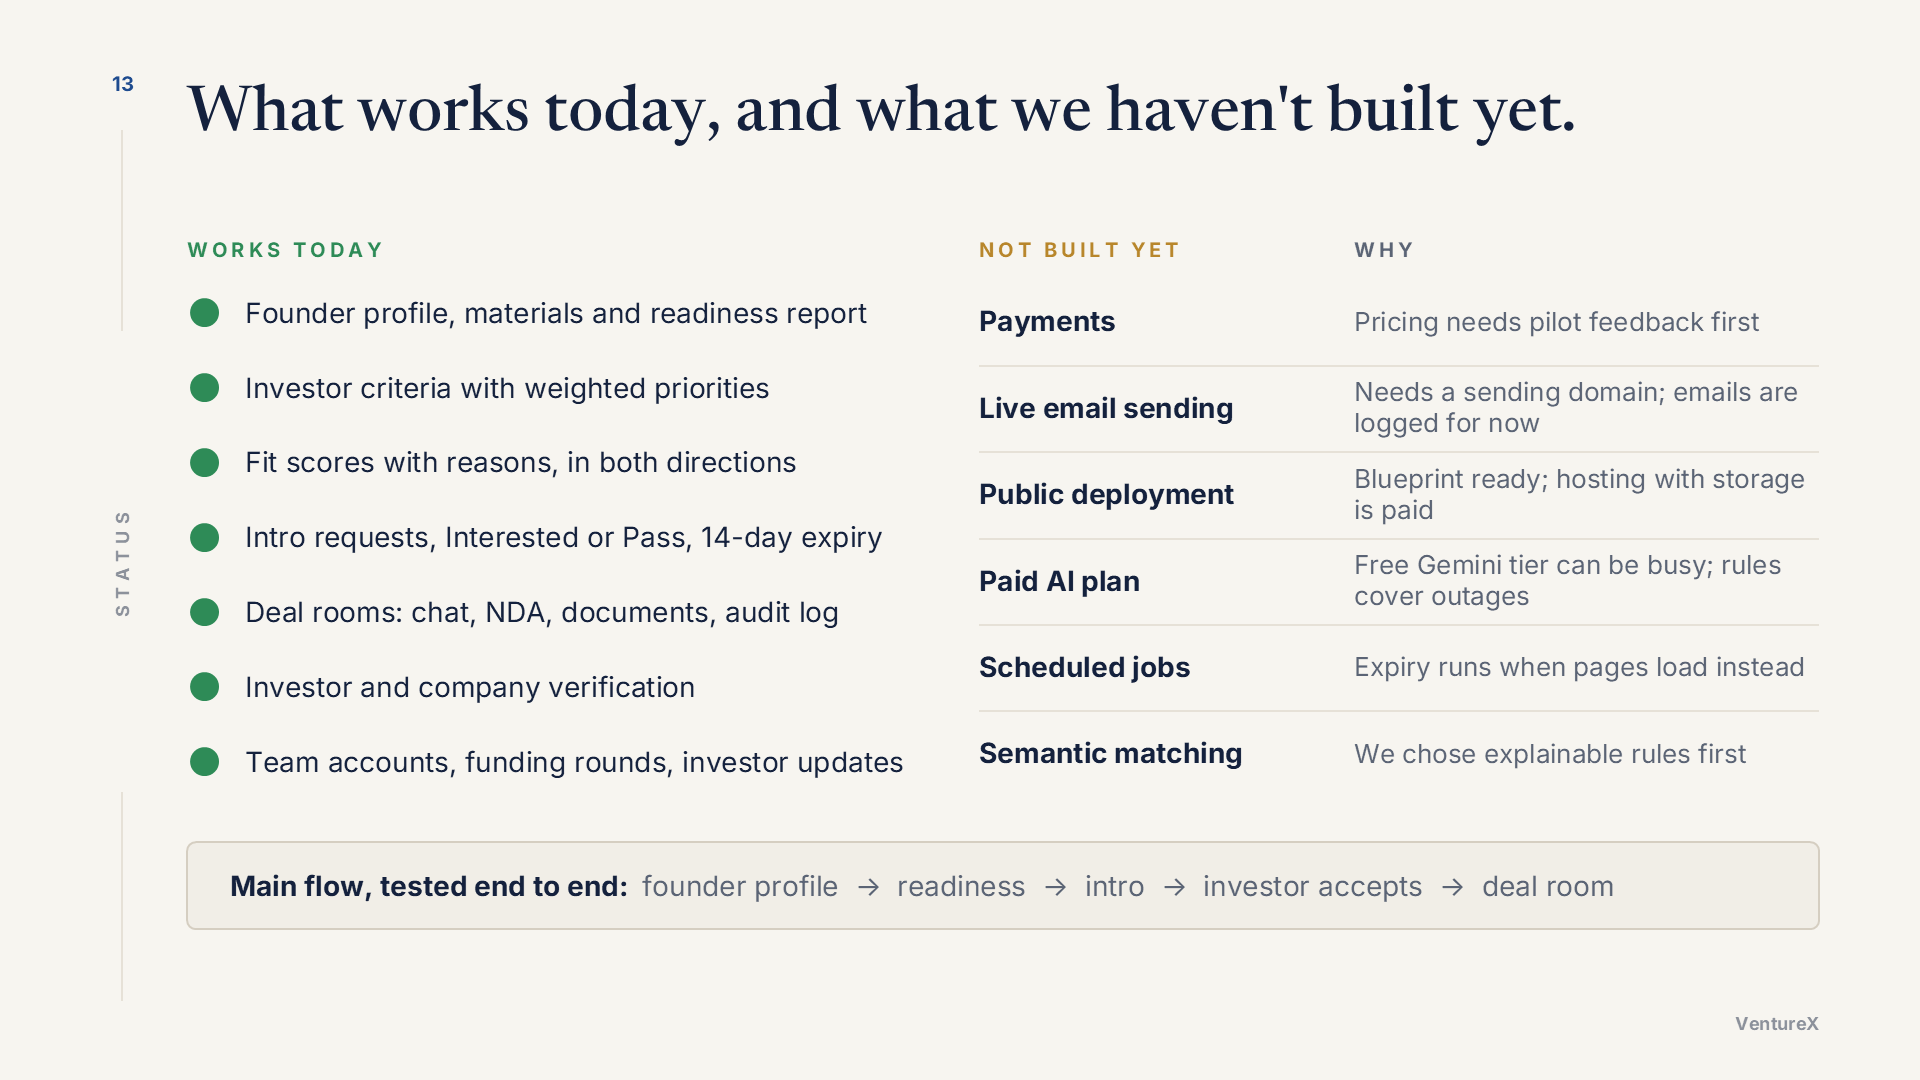 13
What works today, and what we haven't built yet.
STATUS
WORKS TODAY
Founder profile, materials and readiness report
Investor criteria with weighted priorities
Fit scores with reasons, in both directions
Intro requests, Interested or Pass, 14-day expiry
Deal rooms: chat, NDA, documents, audit log
Investor and company verification
Team accounts, funding rounds, investor updates
NOT BUILT YET
WHY
Payments
Pricing needs pilot feedback first
Live email sending
Needs a sending domain; emails are
logged for now
Public deployment
Blueprint ready; hosting with storage
is paid
Paid AI plan
Free Gemini tier can be busy; rules
cover outages
Scheduled jobs
Expiry runs when pages load instead
Semantic matching
We chose explainable rules first
Main flow, tested end to end: founder profile → readiness → intro → investor accepts → deal room
VentureX